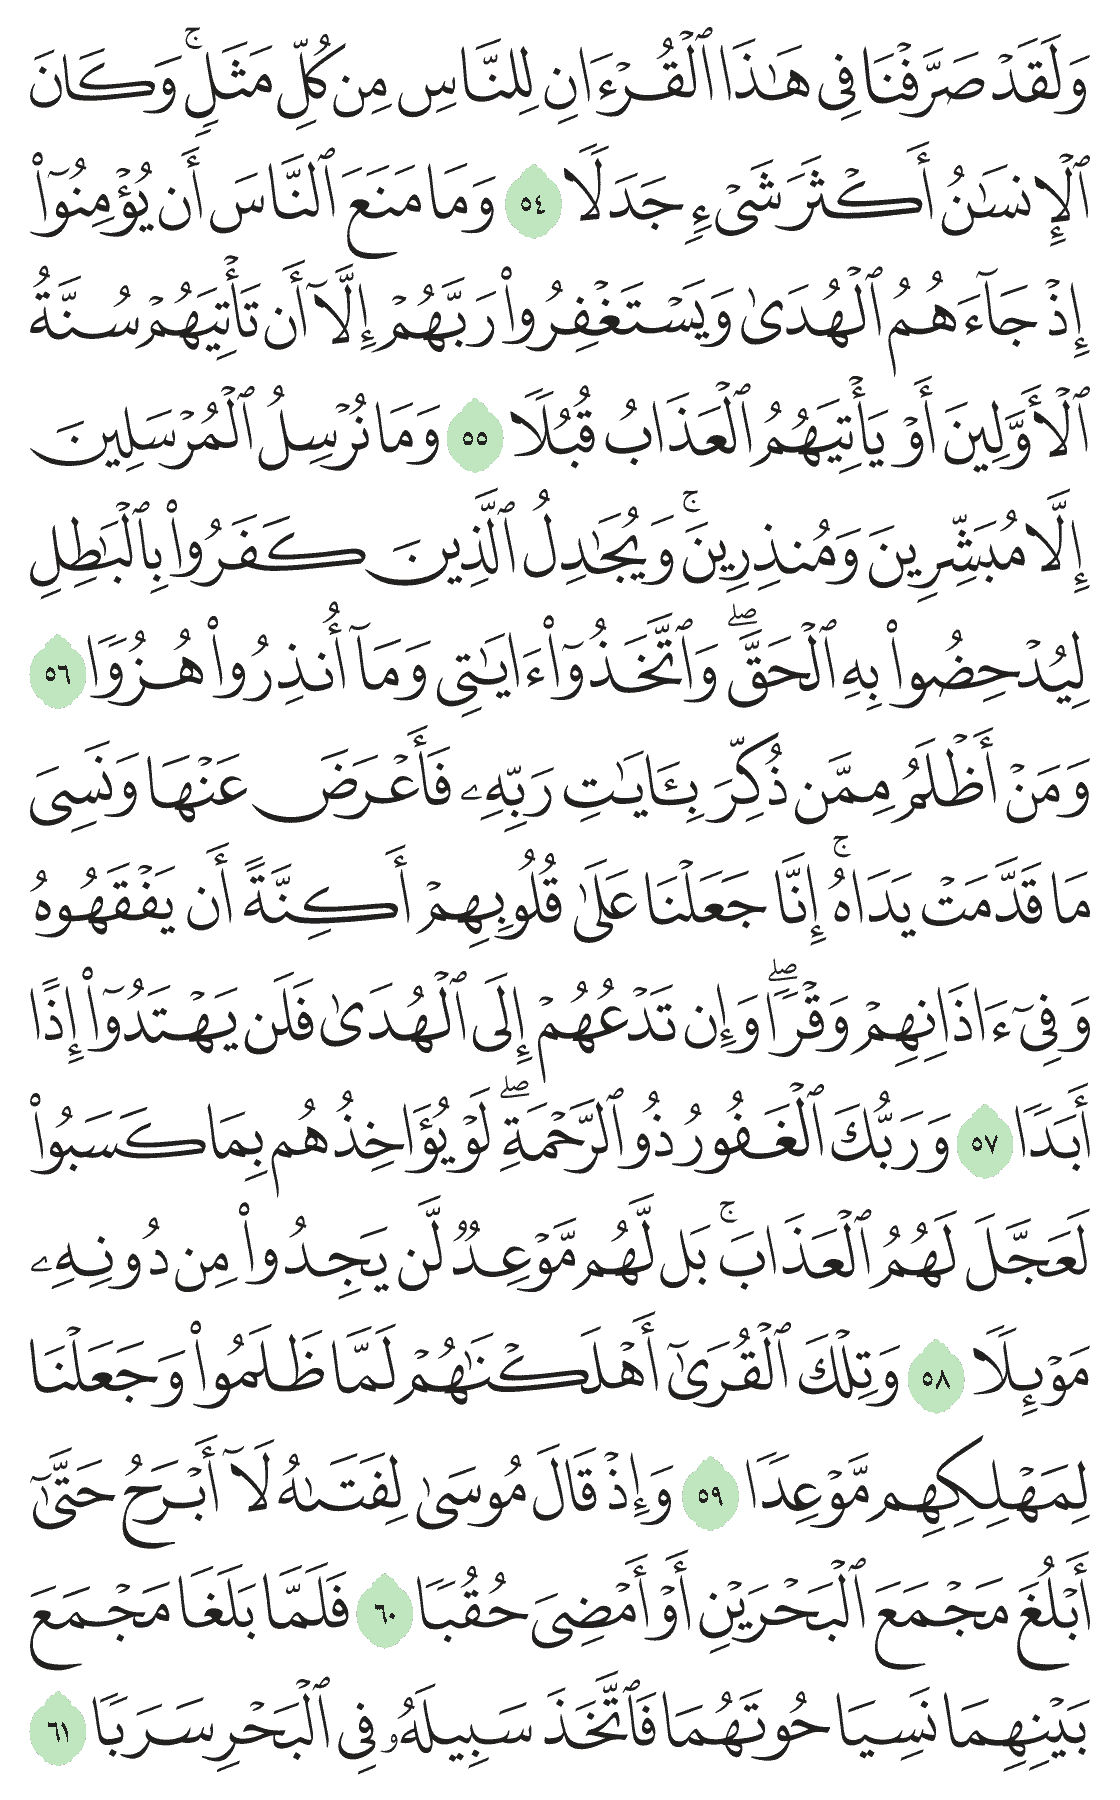 وَلَقَدْ صَرَّفْنَا فِى هَـٰذَا ٱلْقُرْءَانِ لِلنَّاسِ مِن كُلِّ مَثَلٍ ۚ وَكَانَ
ٱلْإِنسَـٰنُ أَكْثَرَ شَىْءٍ جَدَلًا ٥٤ وَمَا مَنَعَ ٱلنَّاسَ أَن يُؤْمِنُوٓا۟
إِذْ جَآءَهُمُ ٱلْهُدَىٰ وَيَسْتَغْفِرُوا۟ رَبَّهُمْ إِلَّآ أَن تَأْتِيَهُمْ سُنَّةُ
ٱلْأَوَّلِينَ أَوْ يَأْتِيَهُمُ ٱلْعَذَابُ قُبُلًا ٥٥ وَمَا نُرْسِلُ ٱلْمُرْسَلِينَ
إِلَّا مُبَشِّرِينَ وَمُنذِرِينَ ۚ وَيُجَـٰدِلُ ٱلَّذِينَ كَفَرُوا۟ بِٱلْبَـٰطِلِ
لِيُدْحِضُوا۟ بِهِ ٱلْحَقَّ ۖ وَٱتَّخَذُوٓا۟ ءَايَـٰتِى وَمَآ أُنذِرُوا۟ هُزُوًا ٥٦
وَمَنْ أَظْلَمُ مِمَّن ذُكِّرَ بِـَٔايَـٰتِ رَبِّهِۦ فَأَعْرَضَ عَنْهَا وَنَسِىَ
مَا قَدَّمَتْ يَدَاهُ ۚ إِنَّا جَعَلْنَا عَلَىٰ قُلُوبِهِمْ أَكِنَّةً أَن يَفْقَهُوهُ
وَفِىٓ ءَاذَانِهِمْ وَقْرًا ۖ وَإِن تَدْعُهُمْ إِلَى ٱلْهُدَىٰ فَلَن يَهْتَدُوٓا۟ إِذًا
أَبَدًا ٥٧ وَرَبُّكَ ٱلْغَفُورُ ذُو ٱلرَّحْمَةِ ۖ لَوْ يُؤَاخِذُهُم بِمَا كَسَبُوا۟
لَعَجَّلَ لَهُمُ ٱلْعَذَابَ ۚ بَل لَّهُم مَّوْعِدٌ لَّن يَجِدُوا۟ مِن دُونِهِۦ
مَوْئِلًا ٥٨ وَتِلْكَ ٱلْقُرَىٰٓ أَهْلَكْنَـٰهُمْ لَمَّا ظَلَمُوا۟ وَجَعَلْنَا
لِمَهْلِكِهِم مَّوْعِدًا ٥٩ وَإِذْ قَالَ مُوسَىٰ لِفَتَىٰهُ لَآ أَبْرَحُ حَتَّىٰٓ
أَبْلُغَ مَجْمَعَ ٱلْبَحْرَيْنِ أَوْ أَمْضِىَ حُقُبًا ٦٠ فَلَمَّا بَلَغَا مَجْمَعَ
بَيْنِهِمَا نَسِيَا حُوتَهُمَا فَٱتَّخَذَ سَبِيلَهُۥ فِى ٱلْبَحْرِ سَرَبًا ٦١